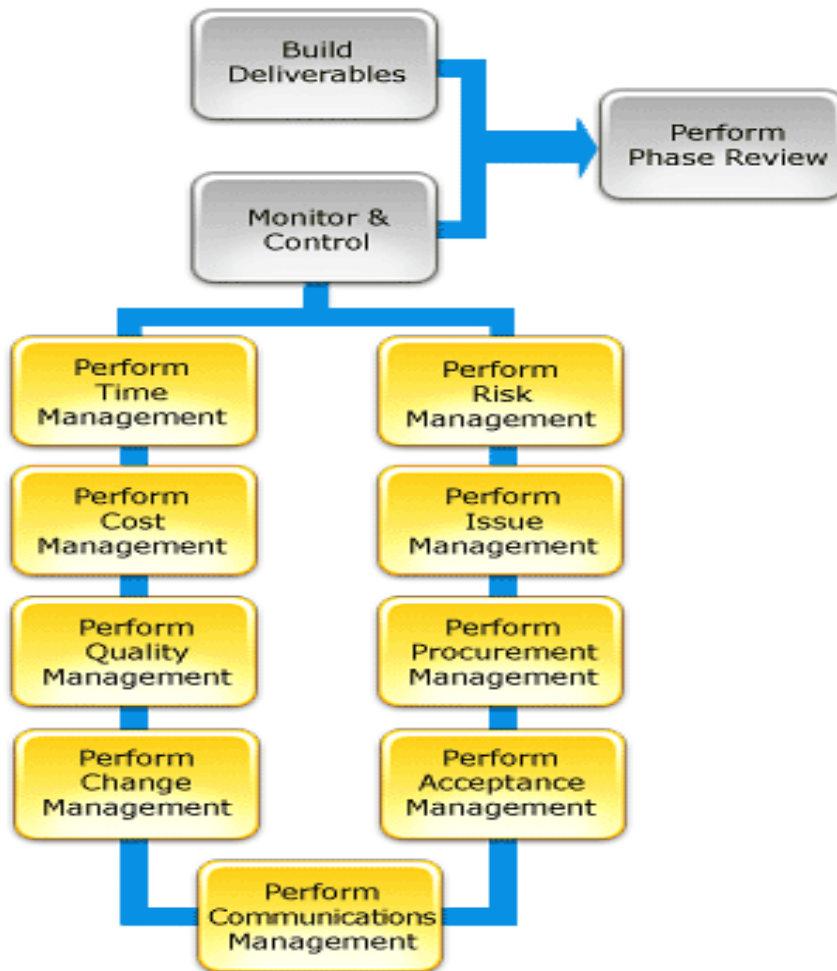 Build
Deliverables
Perform
Phase Review
Monitor &
Control
Perform
Time
Management
Perform
Risk
Management
Perform
Cost
Management
Perform
Issue
Management
Perform
Quality
Management
Perform
Procurement
Management
Perform
Change
Management
Perform
Acceptance
Management
Perform
Communications
Management